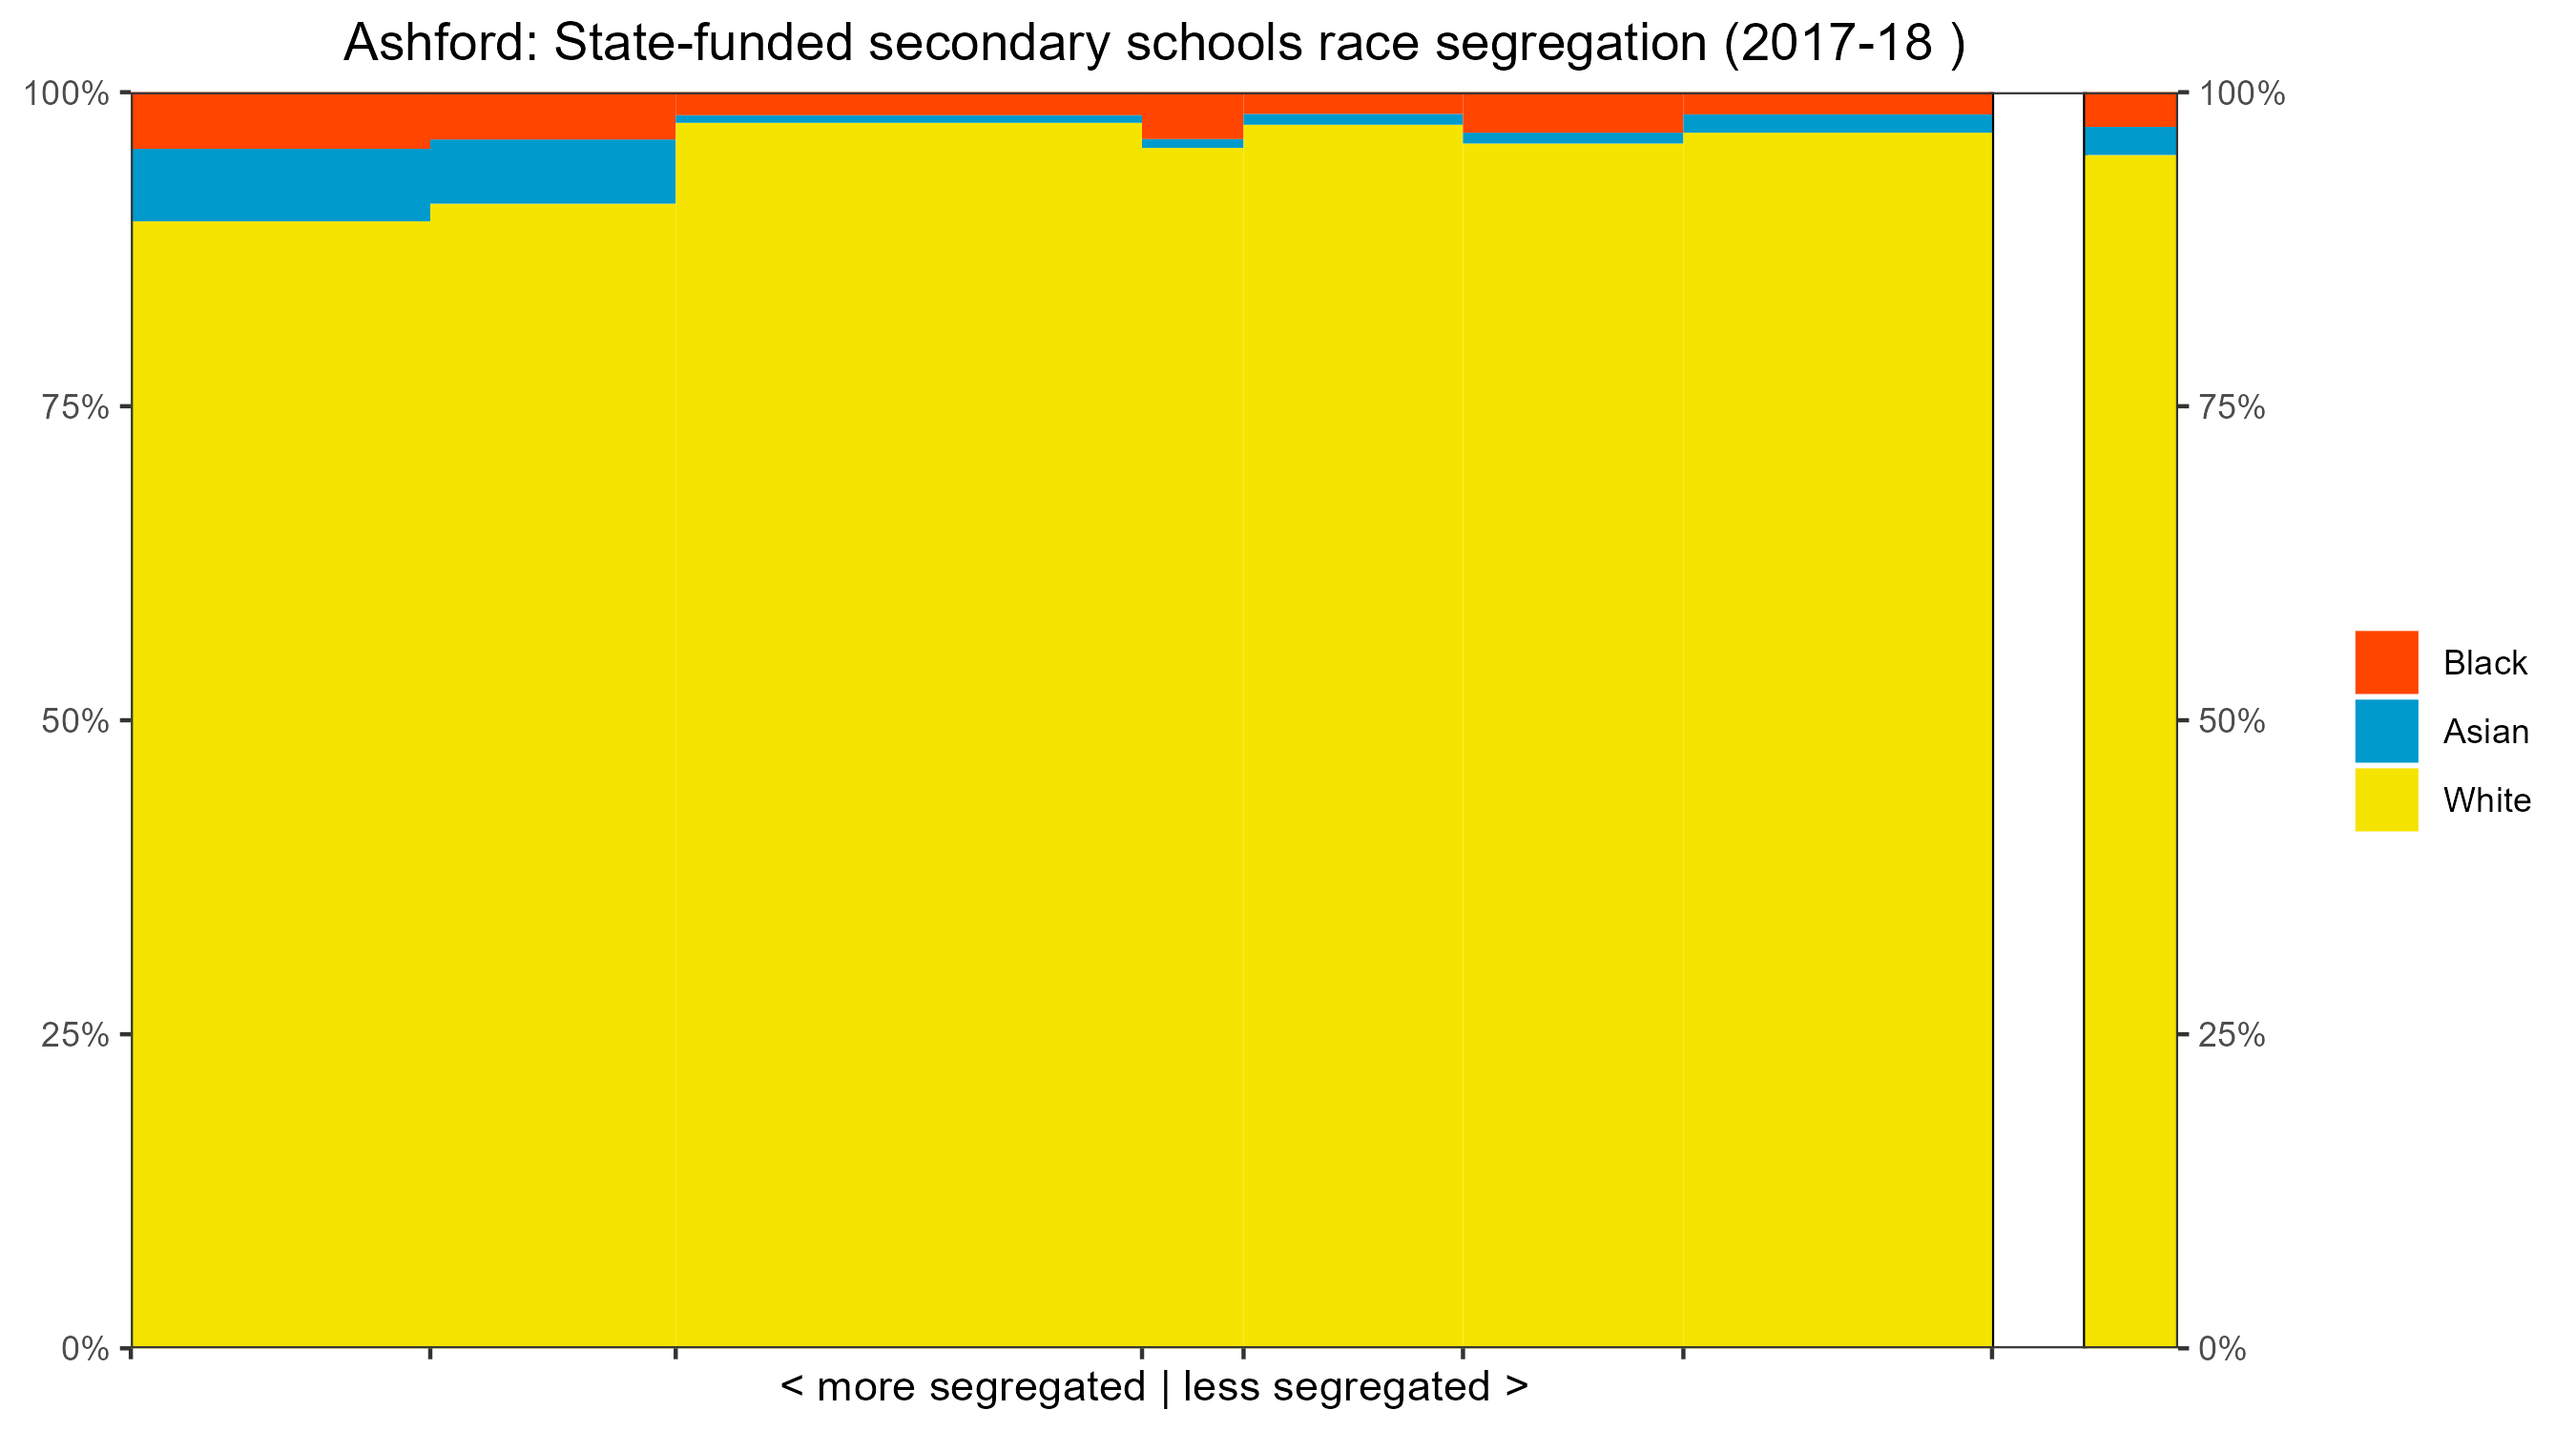 Ashford: State-funded secondary schools race segregation (2017-18 )
100%
75%
50%
25%
0%
100%
75%
50%
25%
0%
Black
Asian
White
< more segregated | less segregated >